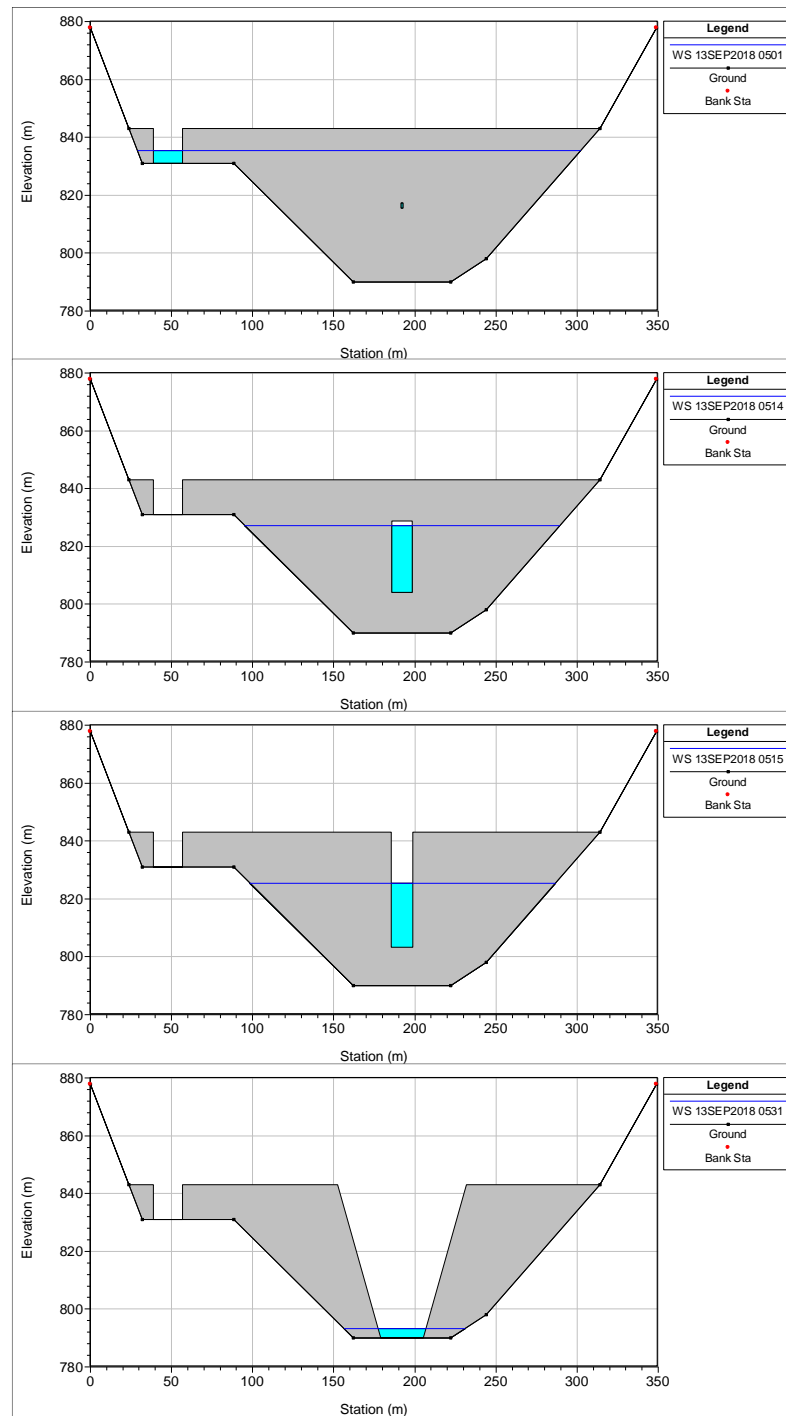 880
860
840
820
800
780
Elevation (m)
0 50 100 150 200 250 300 350
Station (m)
Legend
WS 13SEP2018 0501
Ground
Bank Sta
880
860
840
820
800
780
Elevation (m)
0 50 100 150 200 250 300 350
Station (m)
Legend
WS 13SEP2018 0514
Ground
Bank Sta
880
860
840
820
800
780
Elevation (m)
0 50 100 150 200 250 300 350
Station (m)
Legend
WS 13SEP2018 0515
Ground
Bank Sta
880
860
840
820
800
780
Elevation (m)
0 50 100 150 200 250 300 350
Station (m)
Legend
WS 13SEP2018 0531
Ground
Bank Sta